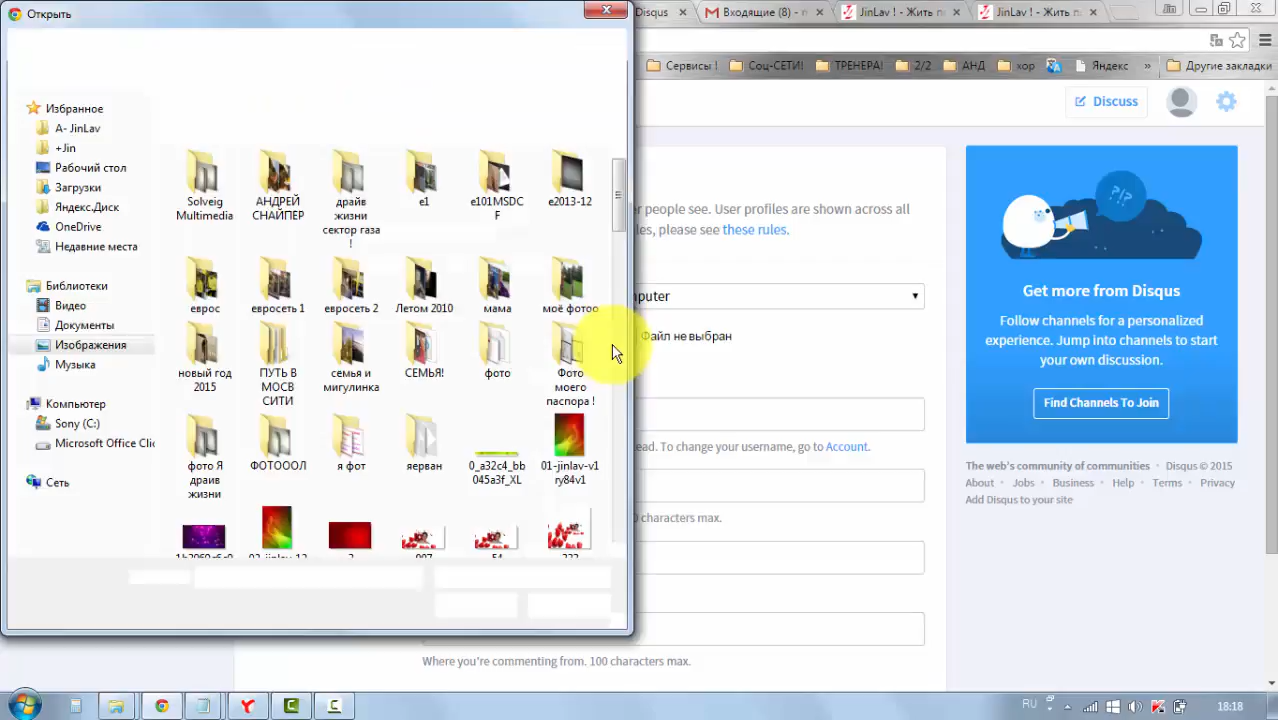 Открыть
Disqus
Входящие (8) - п
JinLav ! - Жить п
JinLav ! - Жить п
Сервисы !
Соц-СЕТИ!
ТРЕНЕРА!
2/2
АНД
хор
Яндекс
»
Другие закладки
Избранное
A- JinLav
+Jin
Рабочий стол
Загрузки
Яндекс.Диск
OneDrive
Недавние места
Библиотеки
Видео
Документы
Изображения
Музыка
Компьютер
Sony (C:)
Microsoft Office Clic
Сеть
Solveig Multimedia
АНДРЕЙ СНАЙПЕР
драйв жизни сектор газа !
e1
e101MSDCF
e2013-12
еврос
евросеть 1
евросеть 2
Летом 2010
мама
моё фотоо
новый год 2015
ПУТЬ В МОСВ СИТИ
семья и мигулинка
СЕМЬЯ!
фото
Фото моего паспора !
фото Я драйв жизни
ФОТОООЛ
я фот
яерван
0_a32c4_bb045a3f_XL
01-jinlav-v1ry84v1
Discuss
er people see. User profiles are shown across all
les, please see these rules.
nputer
Файл не выбран
ead. To change your username, go to Account.
0 characters max.
Where you're commenting from. 100 characters max.
?/!
Get more from Disqus
Follow channels for a personalized
experience. Jump into channels to start
your own discussion.
Find Channels To Join
The web's community of communities · Disqus © 2015
About · Jobs · Business · Help · Terms · Privacy
Add Disqus to your site
RU
18:18